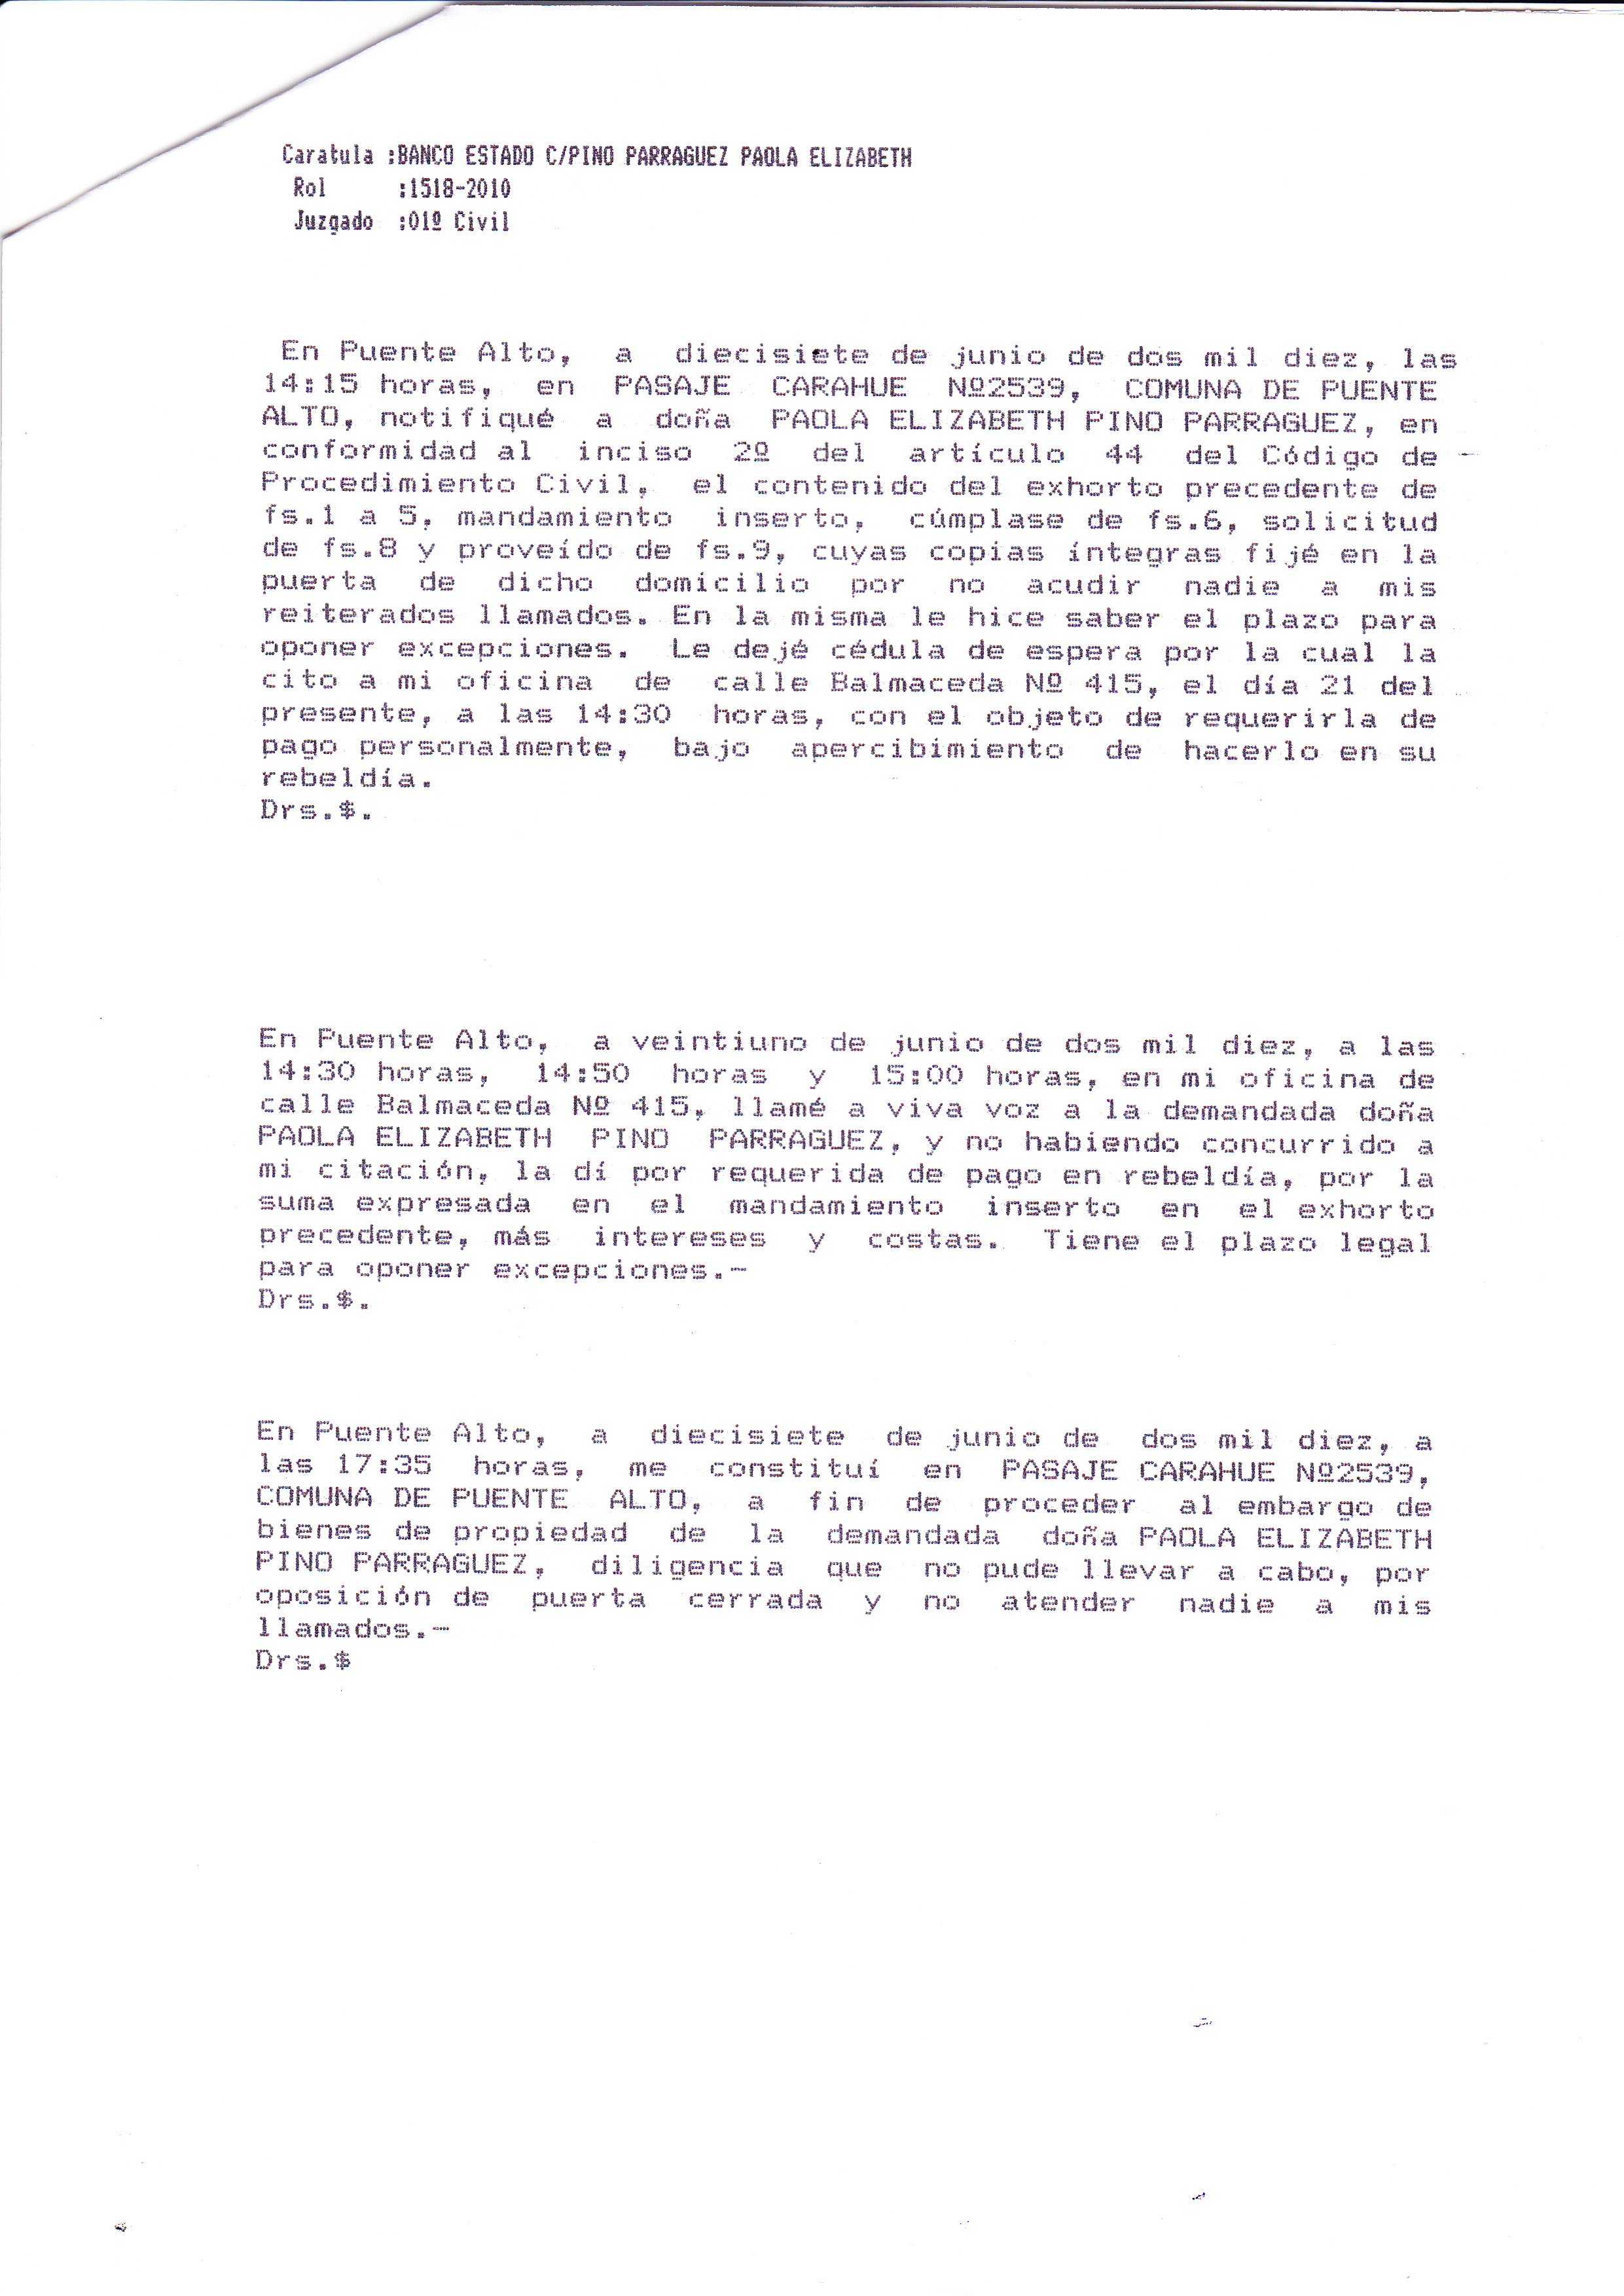 Caratula :BANCO ESTADO C/PINO PARRAGUEZ PAOLA ELIZABETH
Rol :1518-2010
Juzgado :01º Civil
En Puente Alto, a diecisiete de junio de dos mil diez, las
14:15 horas, en PASAJE CARAHUE Nº2539, COMUNA DE PUENTE
ALTO, notifiqué a doña PAOLA ELIZABETH PINO PARRAGUEZ, en
conformidad al inciso 2º del artículo 44 del Código de
Procedimiento Civil, el contenido del exhorto precedente de
fs.1 a 5, mandamiento inserto, cúmplase de fs.6, solicitud
de fs.8 y proveído de fs.9, cuyas copias íntegras fijé en la
puerta de dicho domicilio por no acudir nadie a mis
reiterados llamados. En la misma le hice saber el plazo para
oponer excepciones. Le dejé cédula de espera por la cual la
cito a mi oficina de calle Balmaceda Nº 415, el día 21 del
presente, a las 14:30 horas, con el objeto de requerirla de
pago personalmente, bajo apercibimiento de hacerlo en su
rebeldía.
Drs.$.
En Puente Alto, a veintiuno de junio de dos mil diez, a las
14:30 horas, 14:50 horas y 15:00 horas, en mi oficina de
calle Balmaceda Nº 415, llamé a viva voz a la demandada doña
PAOLA ELIZABETH PINO PARRAGUEZ, y no habiendo concurrido a
mi citación, la dí por requerida de pago en rebeldía, por la
suma expresada en el mandamiento inserto en el exhorto
precedente, más intereses y costas. Tiene el plazo legal
para oponer excepciones.-
Drs.$.
En Puente Alto, a diecisiete de junio de dos mil diez, a
las 17:35 horas, me constituí en PASAJE CARAHUE Nº2539,
COMUNA DE PUENTE ALTO, a fin de proceder al embargo de
bienes de propiedad de la demandada doña PAOLA ELIZABETH
PINO PARRAGUEZ, diligencia que no pude llevar a cabo, por
oposición de puerta cerrada y no atender nadie a mis
llamados.-
Drs.$